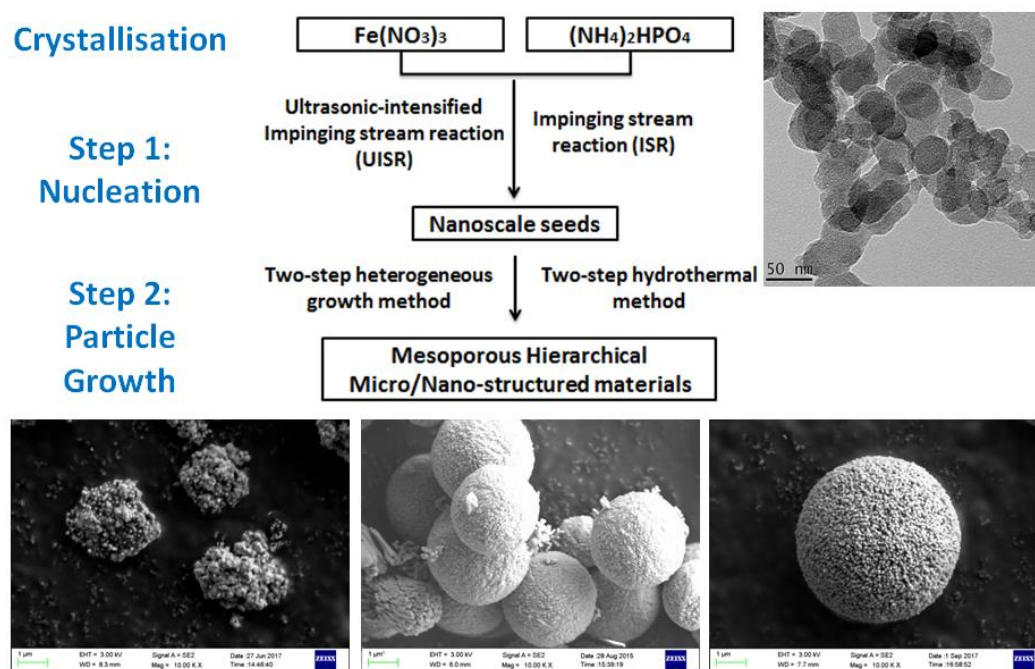 Crystallisation
Fe(NO3)3
(NH4)2HPO4
Ultrasonic-intensified
Impinging stream reaction
(UISR)
Impinging stream
reaction (ISR)
Step 1:
Nucleation
Nanoscale seeds
50 nm
Two-step heterogeneous
growth method
Two-step hydrothermal
method
Step 2:
Particle
Growth
Mesoporous Hierarchical
Micro/Nano-structured materials
1 µm
EHT = 3.00 kV
Signal A = SE2
Date :27 Jun 2017
WD = 8.3 mm
Mag = 10.00 K X
Time :14:46:40
ZEISS
1 µm
EHT = 3.00 kV
Signal A = SE2
Date :28 Aug 2015
WD = 6.0 mm
Mag = 10.00 K X
Time :15:39:19
ZEISS
1 µm
EHT = 3.00 kV
Signal A = SE2
Date :1 Sep 2017
WD = 7.7 mm
Mag = 10.00 K X
Time :16:59:52
ZEISS